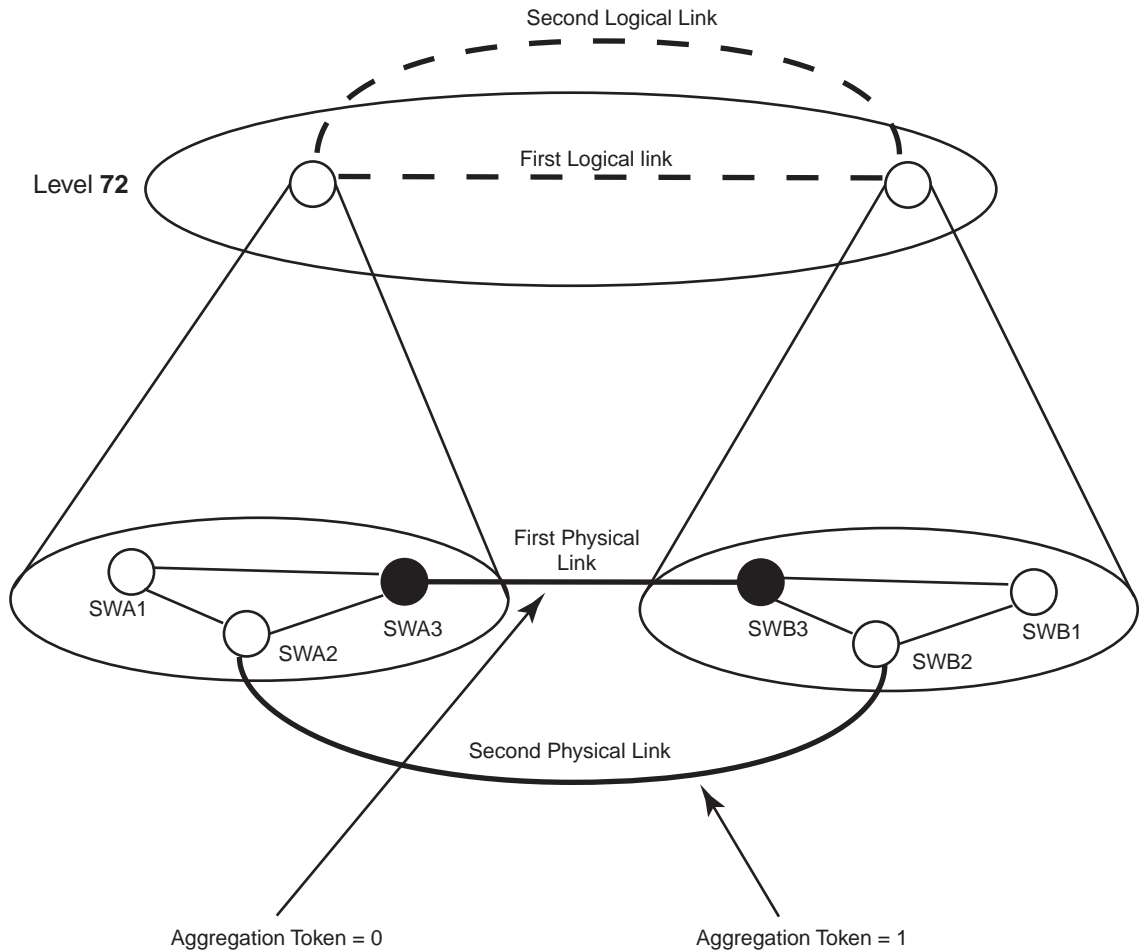 Second Logical Link
First Logical link
Level 72
First Physical
Link
SWA1
SWA2
SWA3
SWB3
SWB2
SWB1
Second Physical Link
Aggregation Token = 0
Aggregation Token = 1